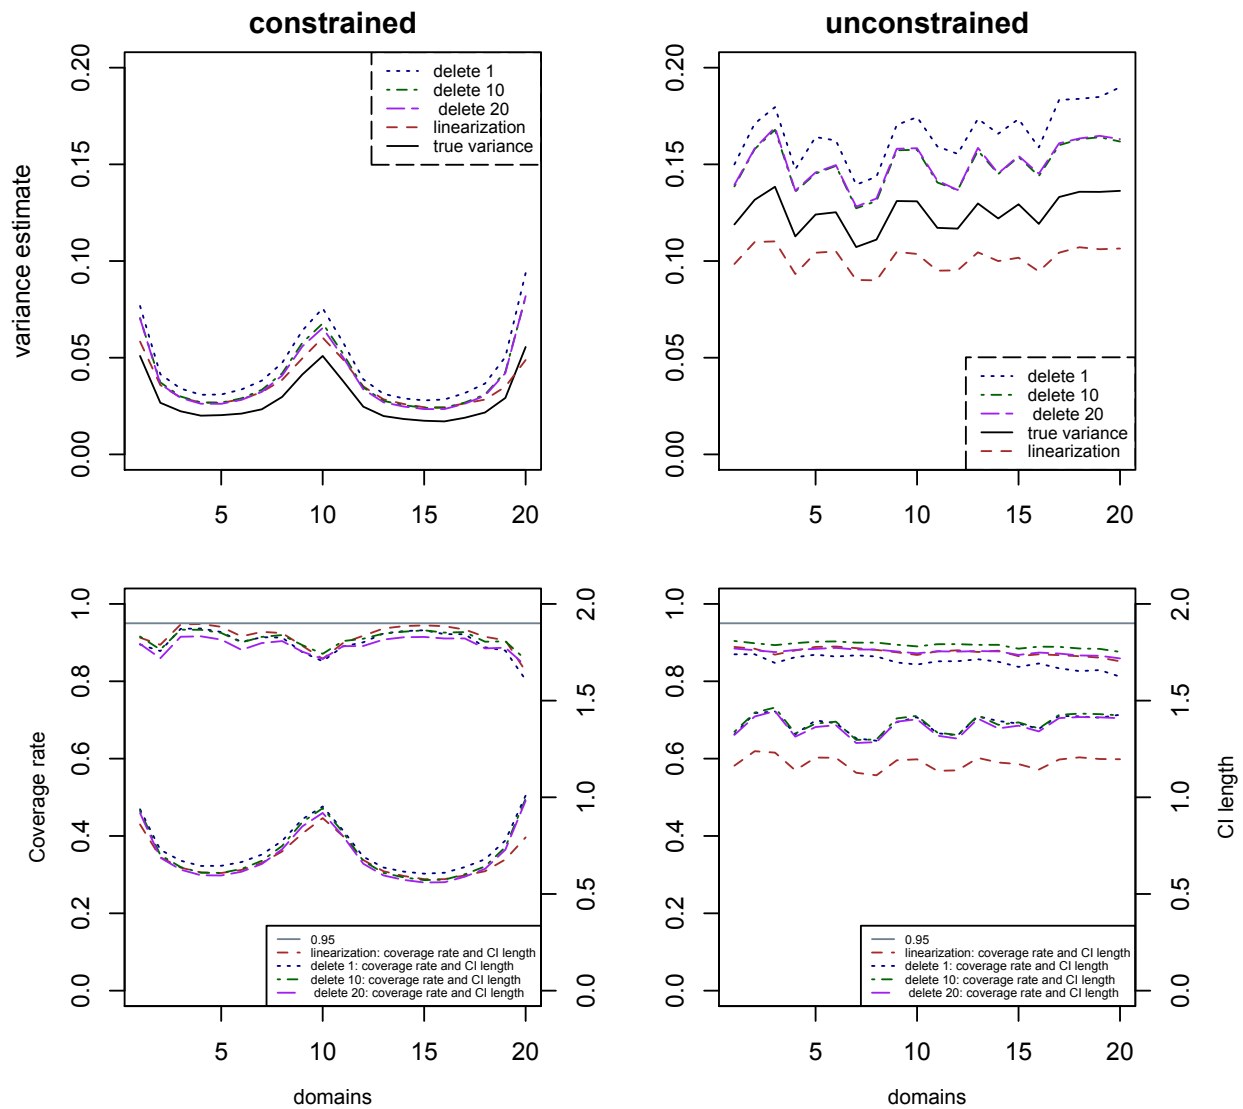 constrained
unconstrained
variance estimate
0.00
0.05
0.10
0.15
0.20
delete 1
delete 10
delete 20
linearization
true variance
5
10
15
20
0.00
0.05
0.10
0.15
0.20
delete 1
delete 10
delete 20
true variance
linearization
5
10
15
20
Coverage rate
0.0
0.2
0.4
0.6
0.8
1.0
0.0
0.5
1.0
1.5
2.0
0.95
linearization: coverage rate and CI length
delete 1: coverage rate and CI length
delete 10: coverage rate and CI length
delete 20: coverage rate and CI length
5
10
15
20
domains
0.0
0.2
0.4
0.6
0.8
1.0
0.0
0.5
1.0
1.5
2.0
CI length
0.95
linearization: coverage rate and CI length
delete 1: coverage rate and CI length
delete 10: coverage rate and CI length
delete 20: coverage rate and CI length
5
10
15
20
domains